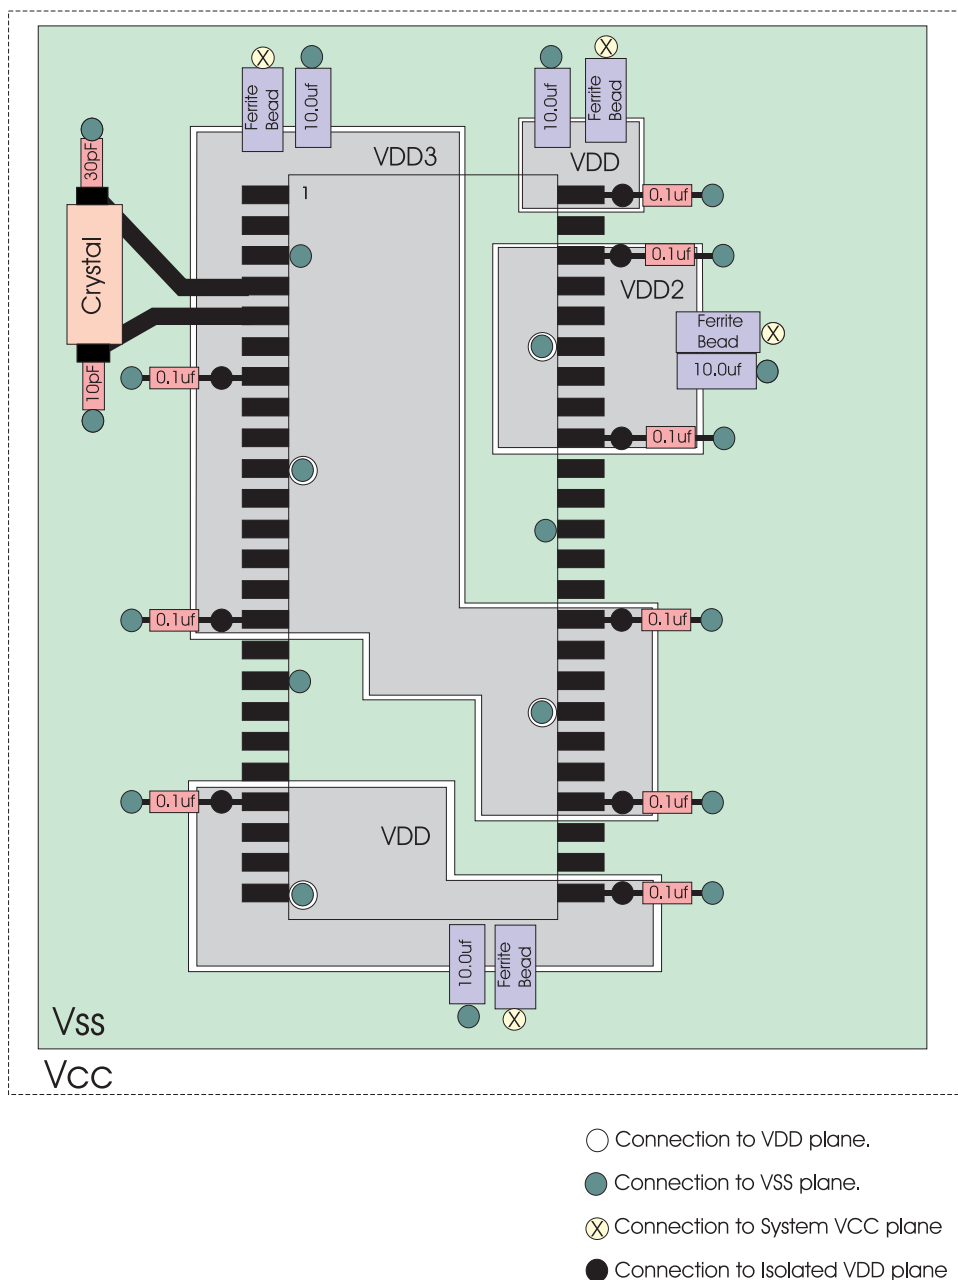 X
X
Ferrite
Bead
10.0uf
10.0uf
Ferrite
Bead
30pF
VDD3
VDD
1
0.1uf
Crystal
0.1uf
VDD2
Ferrite
Bead
X
10.0uf
0.1uf
10pF
0.1uf
0.1uf
0.1uf
0.1uf
0.1uf
VDD
0.1uf
10.0uf
Ferrite
Bead
X
Vss
Vcc
Connection to VDD plane.
Connection to VSS plane.
X Connection to System VCC plane
Connection to Isolated VDD plane